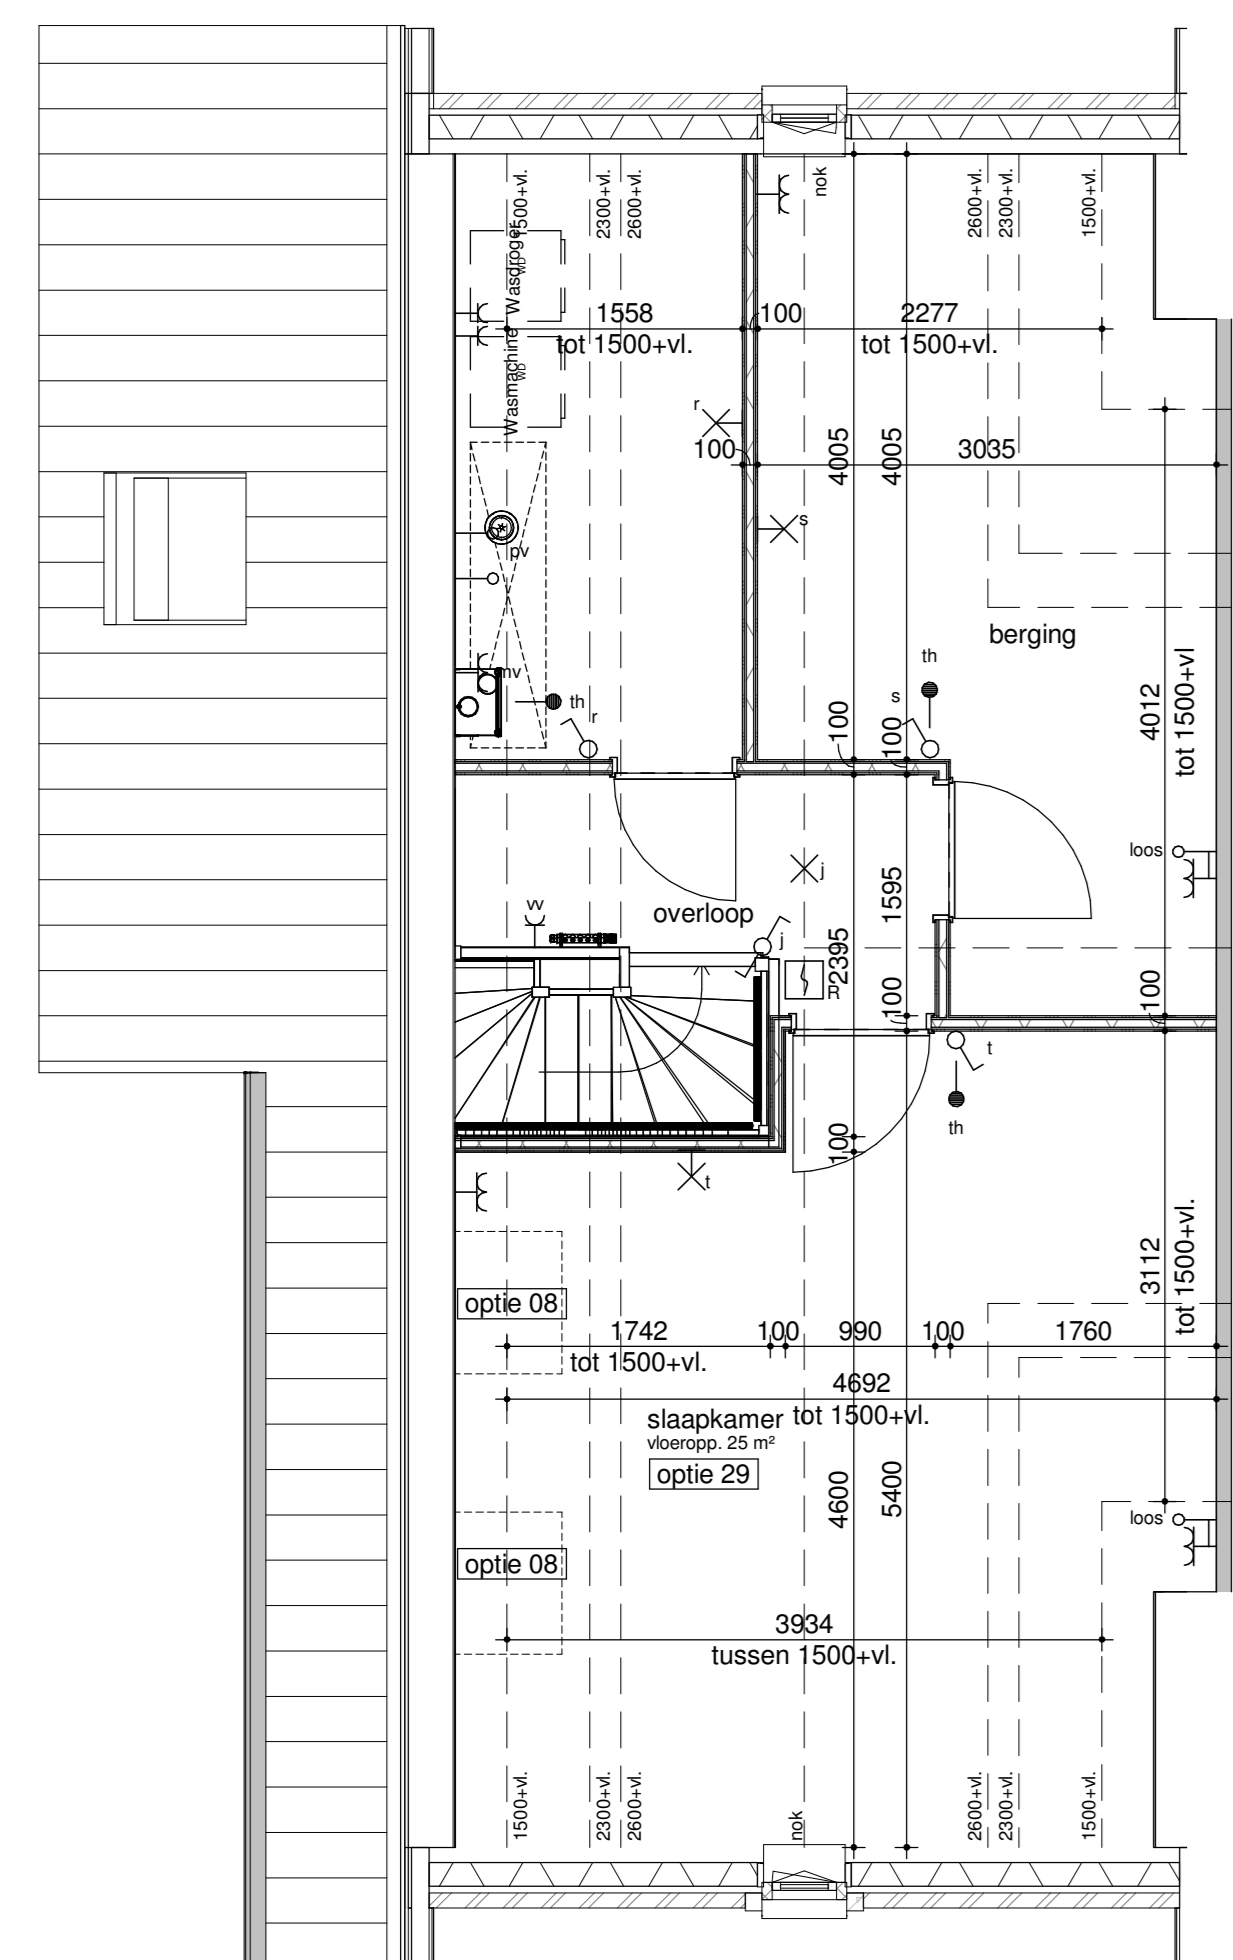 1500+vl.
2300+vl.
2600+vl.
nok
2600+vl.
2300+vl.
1500+vl.
Wasdroger
WD
1558
tot 1500+vl.
100
2277
tot 1500+vl.
Wasmachine
WD
r
100
4005
4005
3035
s
pv
berging
mv
th
r
th
s
100
100
4012
tot 1500+vl
j
loos
overloop
1595
j
2395
R
100
100
t
th
100
t
3112
tot 1500+vl.
optie 08
1742
tot 1500+vl.
100
990
100
1760
4692
tot 1500+vl.
slaapkamer
vloeropp. 25 m²
optie 29
4600
5400
loos
optie 08
3934
tussen 1500+vl.
1500+vl.
2300+vl.
2600+vl.
nok
2600+vl.
2300+vl.
1500+vl.